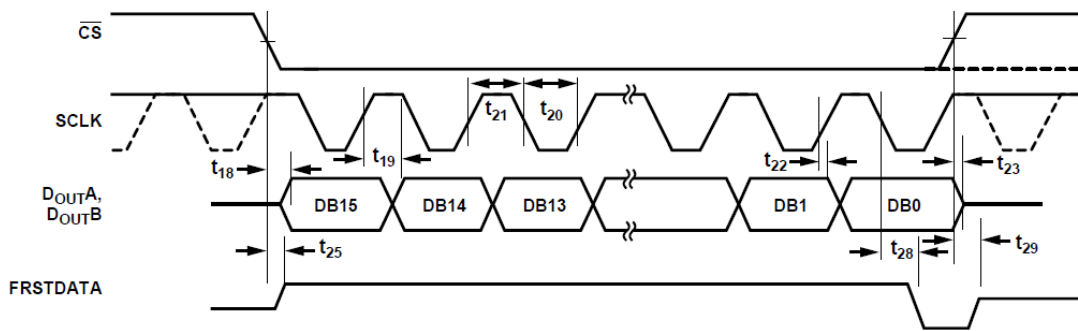 CS
SCLK
t21
t20
t18
t19
t22
t23
DOUTA,
DOUTB
DB15
DB14
DB13
DB1
DB0
t25
t28
t29
FRSTDATA